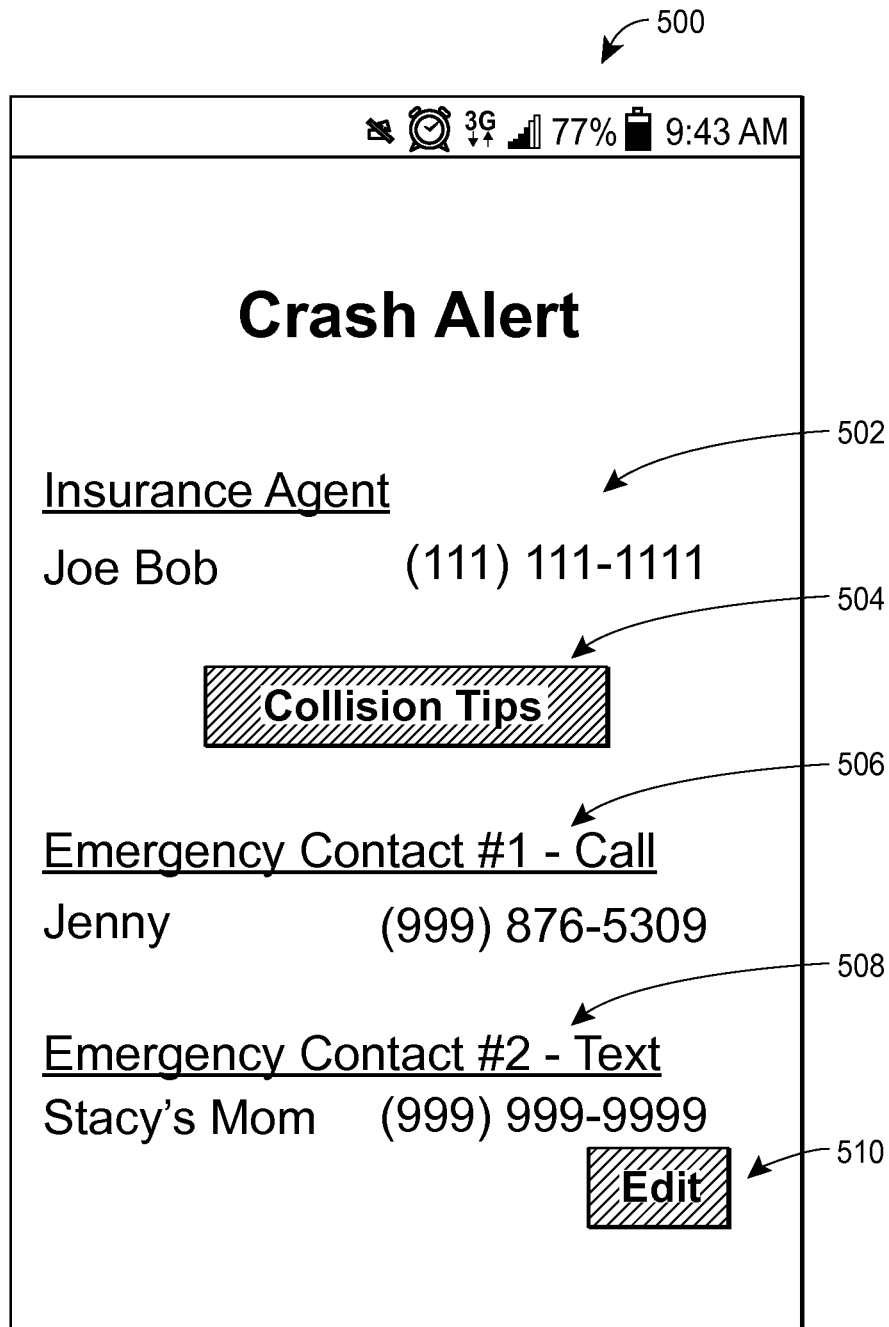 500
3G 77% 9:43 AM
Crash Alert
502
Insurance Agent
Joe Bob (111) 111-1111
504
Collision Tips
506
Emergency Contact #1 - Call
Jenny (999) 876-5309
508
Emergency Contact #2 - Text
Stacy's Mom (999) 999-9999
510
Edit